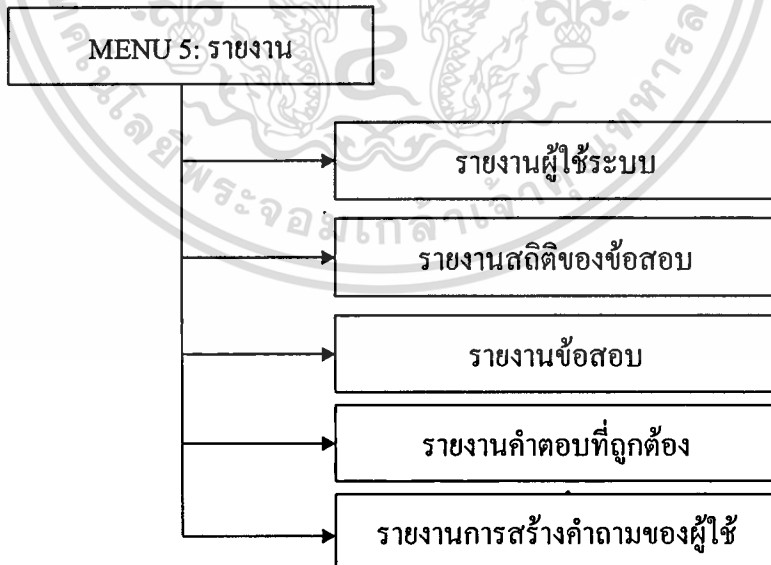 MENU 5: รายงาน
รายงานผู้ใช้ระบบ
รายงานสถิติของข้อสอบ
รายงานข้อสอบ
รายงานคำตอบที่ถูกต้อง
รายงานการสร้างคำถามของผู้ใช้